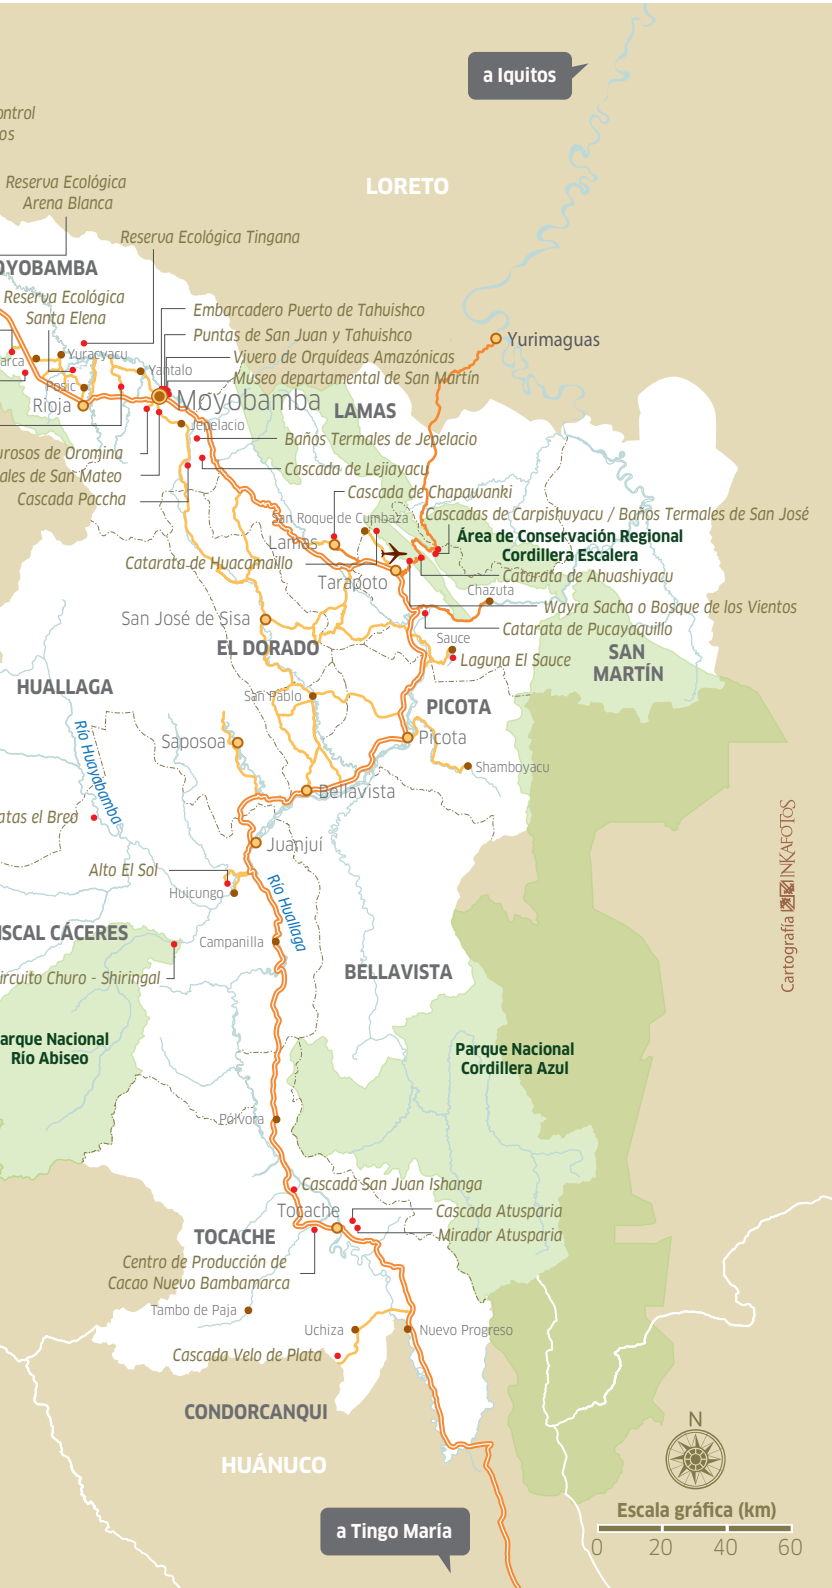 a Iquitos
ontrol
os
LORETO
Reserva Ecológica
Arena Blanca
Reserva Ecológica Tingana
OYOBAMBA
Reserva Ecológica
Santa Elena
Embarcadero Puerto de Tahuishco
Puntas de San Juan y Tahuishco
Yurimaguas
Vivero de Orquídeas Amazónicas
Museo departamental de San Martín
arca
Yuracyacu
Yantalo
Posic
Rioja
Moyobamba
LAMAS
Jepelacio
Baños Termales de Jepelacio
urosos de Oromina
Cascada de Lejiayacu
ales de San Mateo
Cascada Paccha
Cascada de Chapawanki
San Roque de Cumbaza
Cascadas de Carpishuyacu / Baños Termales de San José
Área de Conservación Regional
Cordillera Escalera
Lamas
Catarata de Huacamaillo
Tarapoto
Catarata de Ahuashiyacu
Chazuta
Wayra Sacha o Bosque de los Vientos
San José de Sisa
Catarata de Pucayaquillo
Sauce
EL DORADO
Laguna El Sauce
SAN
MARTÍN
HUALLAGA
San Pablo
PICOTA
Río Huayabamba
Saposoa
Picota
Shamboyacu
Bellavista
atas el Breo
Juanjuí
Alto El Sol
Huicungo
Río Huallaga
Cartografía INKAFOTOS
ISCAL CÁCERES
Campanilla
ircuito Churo - Shiringal
BELLAVISTA
arque Nacional
Río Abiseo
Parque Nacional
Cordillera Azul
Pólvora
Cascada San Juan Ishanga
Tocache
Cascada Atusparia
TOCACHE
Mirador Atusparia
Centro de Producción de
Cacao Nuevo Bambamarca
Tambo de Paja
Uchiza
Nuevo Progreso
Cascada Velo de Plata
CONDORCANQUI
N
HUÁNUCO
Escala gráfica (km)
a Tingo María
0 20 40 60